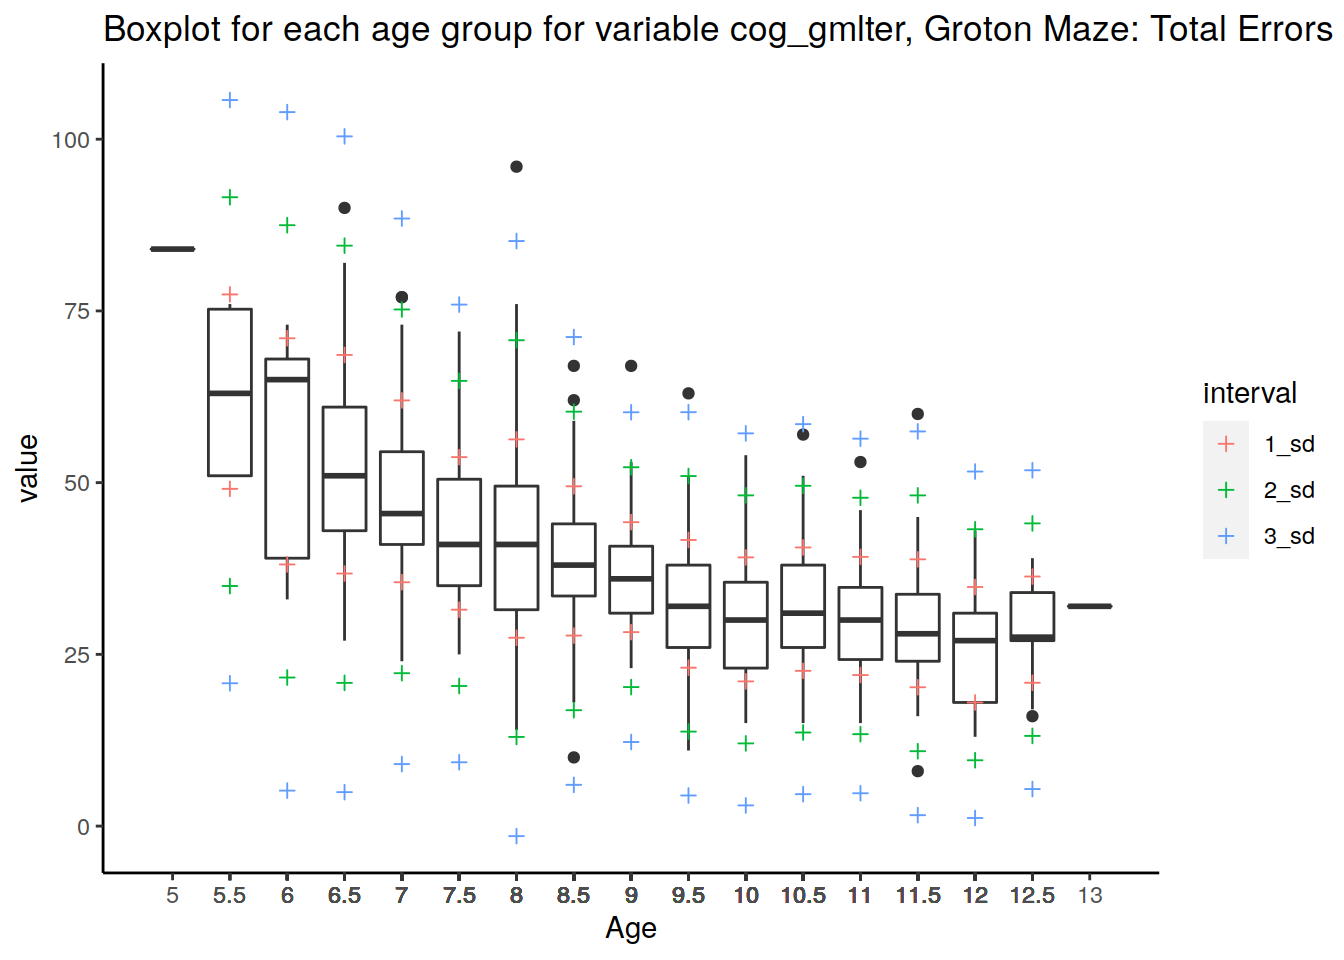 Boxplot for each age group for variable cog_gmlter, Groton Maze: Total Errors
100
75
50
25
0
value
5 5.5 6 6.5 7 7.5 8 8.5 9 9.5 10 10.5 11 11.5 12 12.5 13
Age
interval
1_sd
2_sd
3_sd